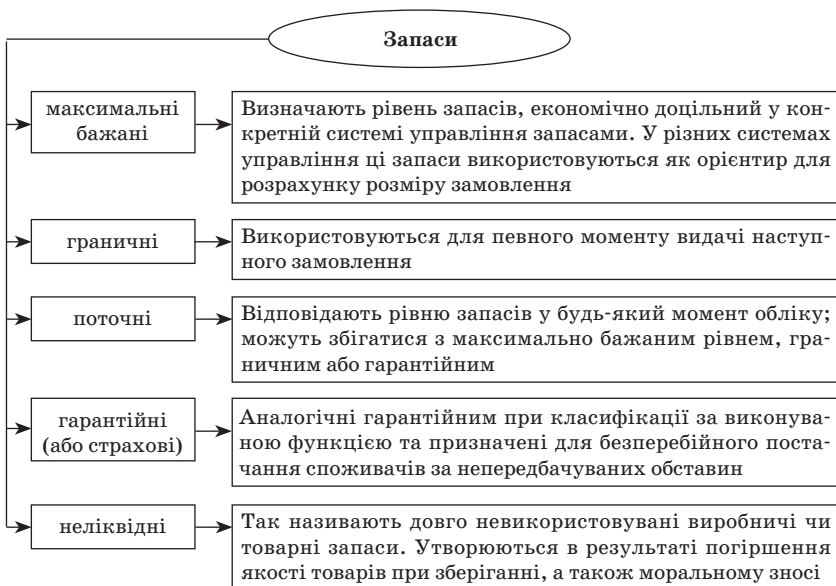 Запаси
максимальні
бажані
Визначають рівень запасів, економічно доцільний у кон-
кретній системі управління запасами. У різних системах
управління ці запаси використовуються як орієнтир для
розрахунку розміру замовлення
граничні
Використовуються для певного моменту видачі наступ-
ного замовлення
поточні
Відповідають рівню запасів у будь-який момент обліку;
можуть збігатися з максимально бажаним рівнем, гра-
ничним або гарантійним
гарантійні
(або страхові)
Аналогічні гарантійним при класифікації за виконува-
ною функцією та призначені для безперебійного поста-
чання споживачів за непередбачуваних обставин
неліквідні
Так називають довго невикористовувані виробничі чи
товарні запаси. Утворюються в результаті погіршення
якості товарів при зберіганні, а також моральному зносі